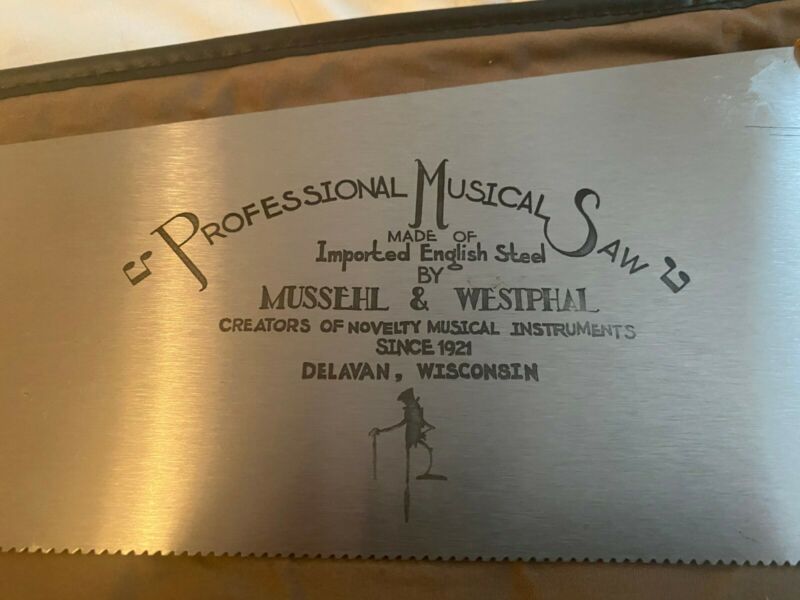 PROFESSIONAL MUSICAL SAW
MADE OF
Imported English Steel
BY
MUSSEHL & WESTPHAL
CREATORS OF NOVELTY MUSICAL INSTRUMENTS
SINCE 1921
DELAVAN, WISCONSIN